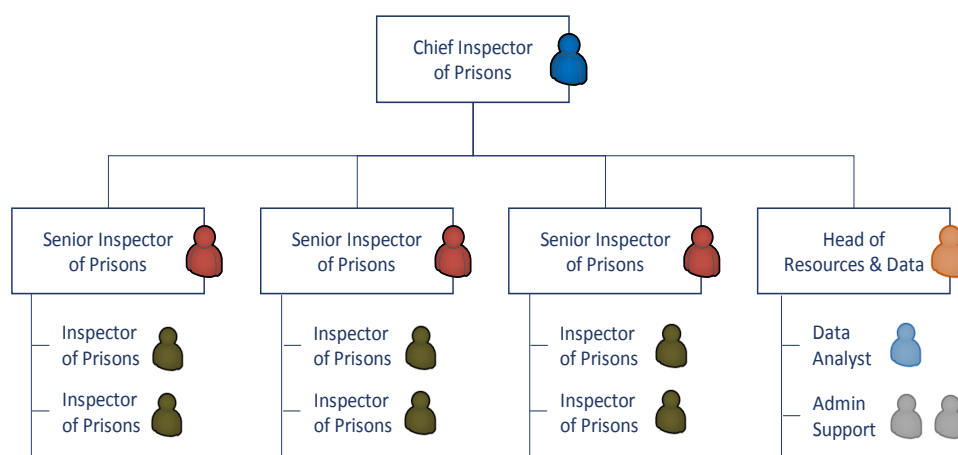 Chief Inspector
of Prisons
Senior Inspector
of Prisons
Senior Inspector
of Prisons
Senior Inspector
of Prisons
Head of
Resources & Data
Inspector
of Prisons
Inspector
of Prisons
Inspector
of Prisons
Data
Analyst
Inspector
of Prisons
Inspector
of Prisons
Inspector
of Prisons
Admin
Support